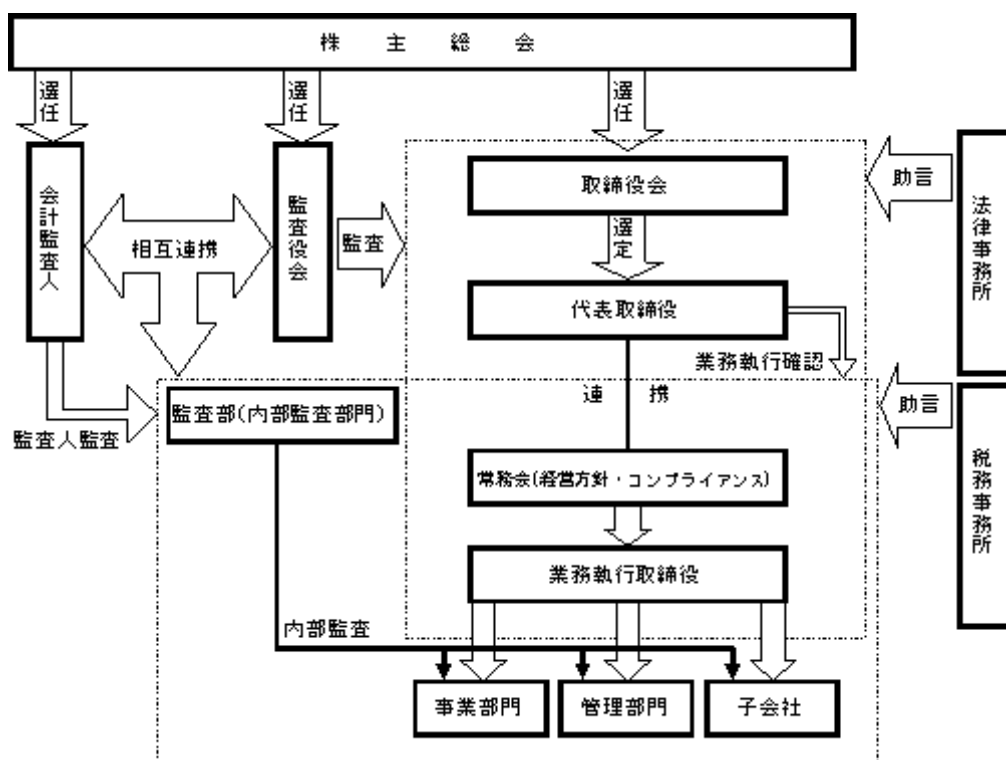 株主総会
選任
選任
選任
会計監査人
相互連携
監査役会
監査
取締役会
助言
法律事務所
選定
代表取締役
業務執行確認
連携
助言
税務事務所
監査人監査
監査部(内部監査部門)
常務会(経営方針・コンプライアンス)
業務執行取締役
内部監査
事業部門
管理部門
子会社